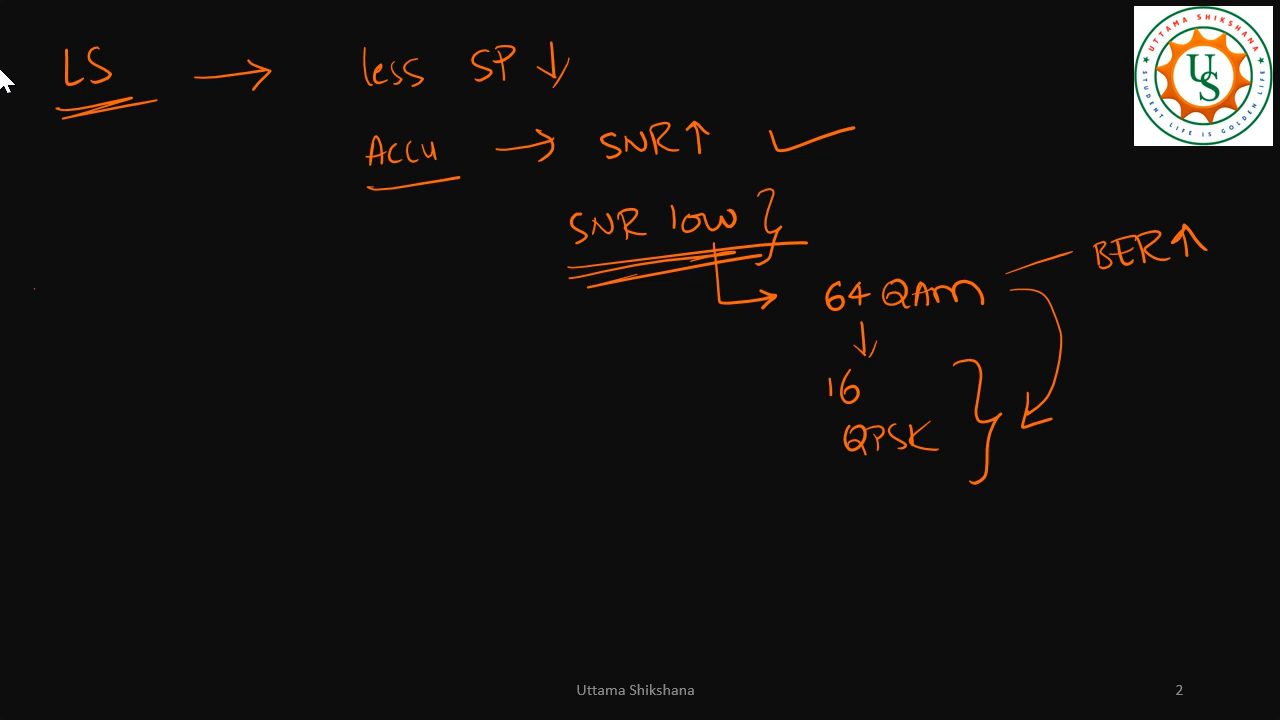 LS → less SP ↓
ACCU → SNR ↑ ✓
SNR low }
BER ↑
→ 64 QAM
↓
16
QPSK }
UTTAMA SHIKSHANA
US
STUDENT LIFE IS GOLDEN LIFE
Uttama Shikshana
2